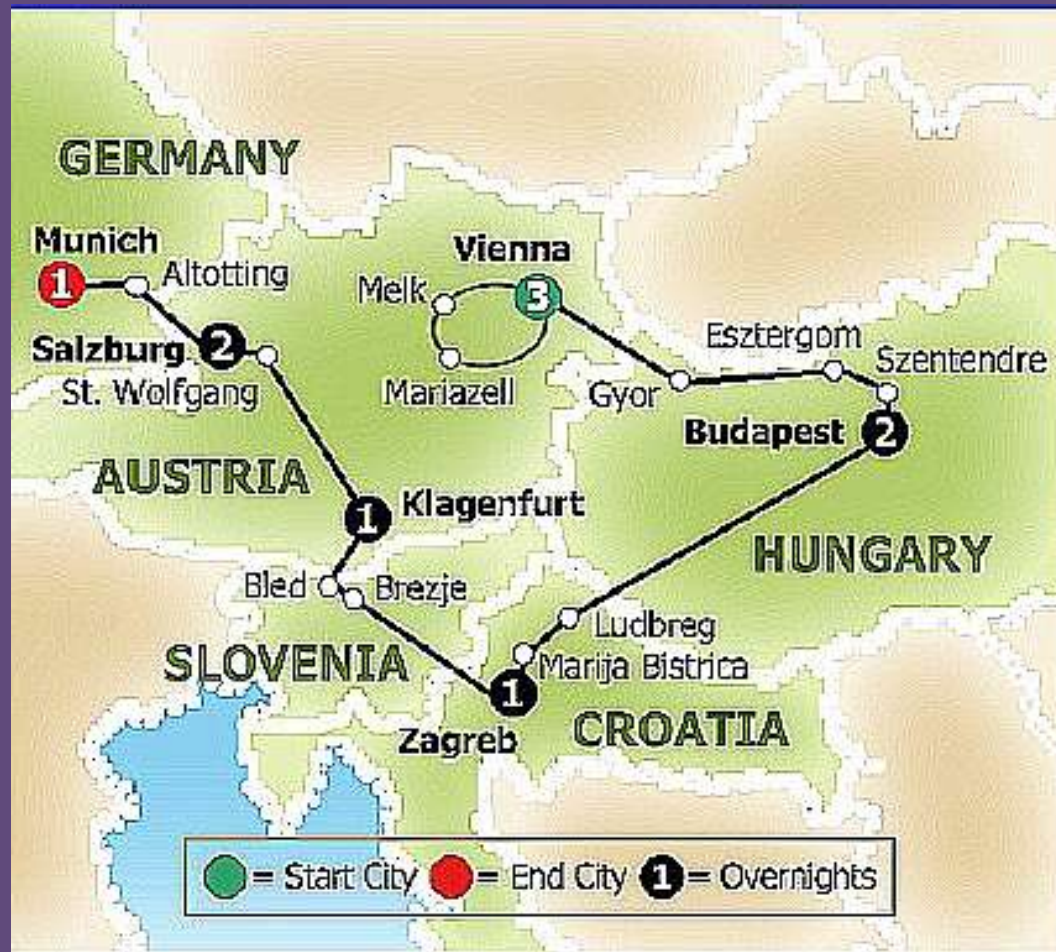 GERMANY
Munich
1
Altotting
Vienna
3
Melk
Mariazell
Salzburg
2
St. Wolfgang
Esztergom
Szentendre
Gyor
Budapest
2
AUSTRIA
1
Klagenfurt
HUNGARY
Bled
Brezje
Ludbreg
SLOVENIA
Marija Bistrica
1
Zagreb
CROATIA
= Start City
= End City
1 = Overnights